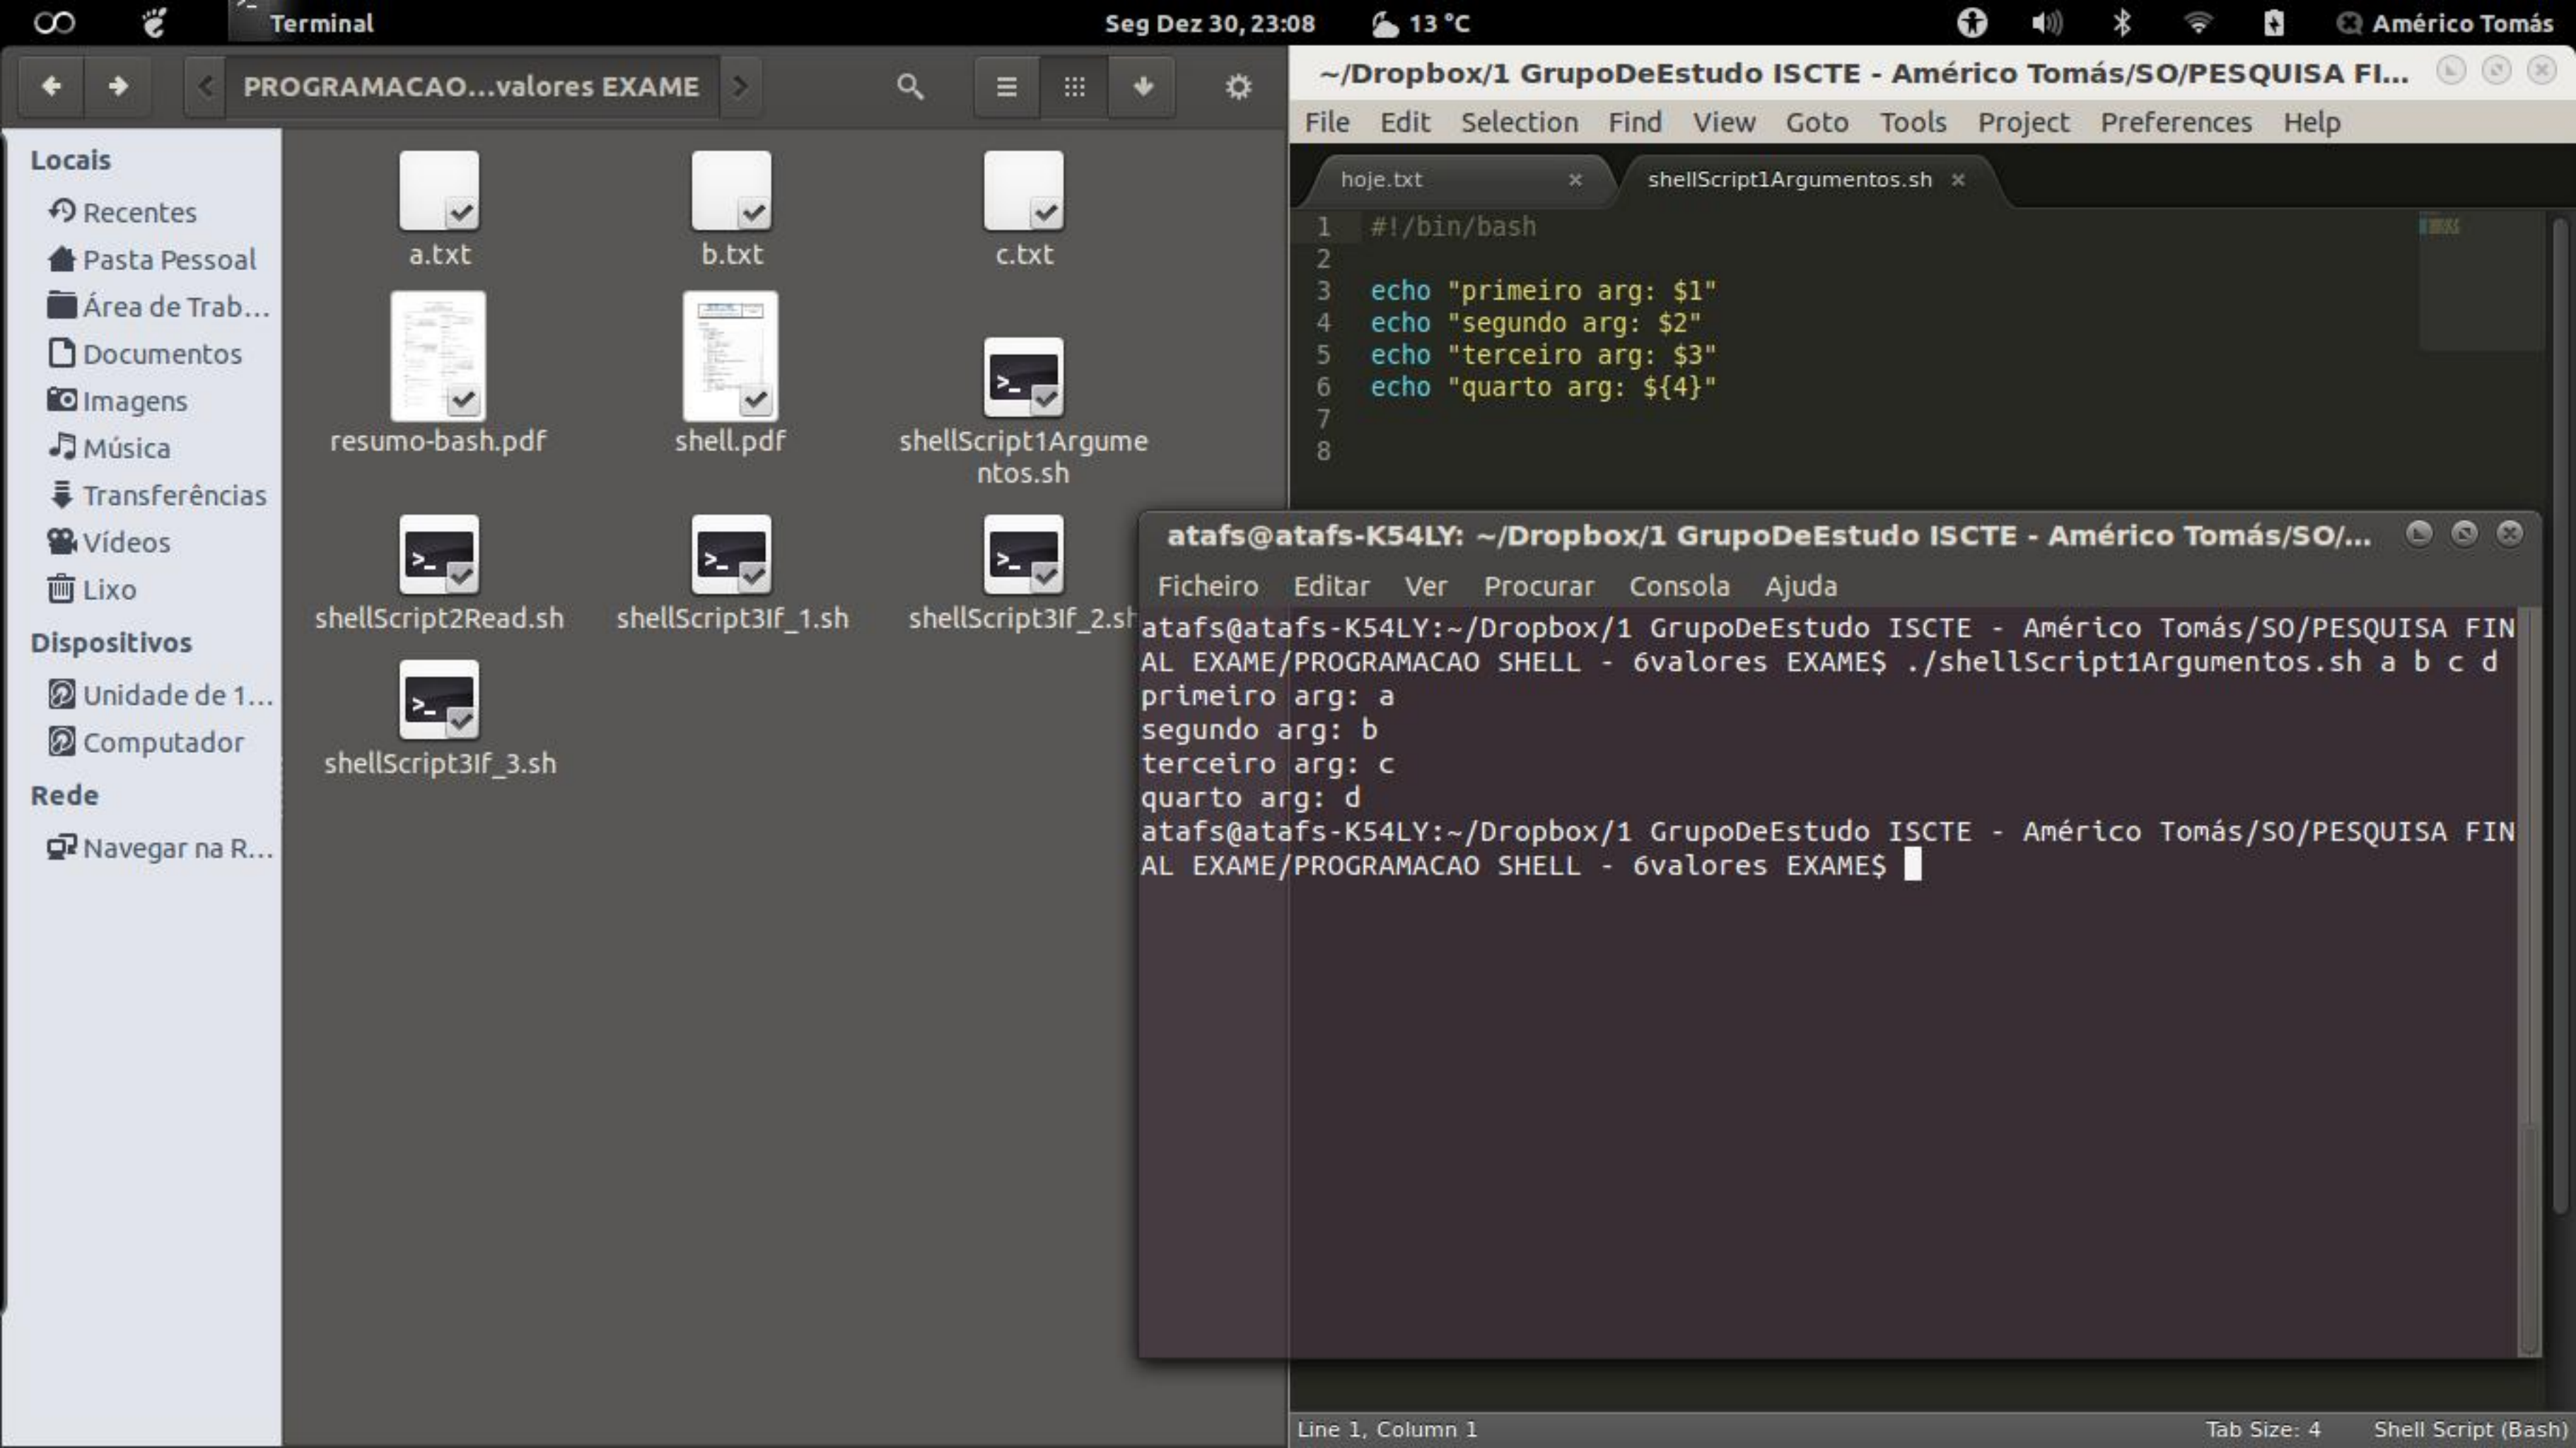 Terminal
Seg Dez 30, 23:08
13 °C
Américo Tomás
PROGRAMACAO...valores EXAME
Locais
Recentes
Pasta Pessoal
Área de Trab...
Documentos
Imagens
Música
Transferências
Vídeos
Lixo
Dispositivos
Unidade de 1...
Computador
Rede
Navegar na R...
a.txt
b.txt
c.txt
resumo-bash.pdf
shell.pdf
shellScript1Argume
ntos.sh
shellScript2Read.sh
shellScript3If_1.sh
shellScript3If_2.sh
shellScript3If_3.sh
~/Dropbox/1 GrupoDeEstudo ISCTE - Américo Tomás/SO/PESQUISA FI...
File Edit Selection Find View Goto Tools Project Preferences Help
hoje.txt
shellScript1Argumentos.sh
1 #!/bin/bash
2
3 echo "primeiro arg: $1"
4 echo "segundo arg: $2"
5 echo "terceiro arg: $3"
6 echo "quarto arg: ${4}"
7
8
atafs@atafs-K54LY: ~/Dropbox/1 GrupoDeEstudo ISCTE - Américo Tomás/SO/...
Ficheiro Editar Ver Procurar Consola Ajuda
atafs@atafs-K54LY:~/Dropbox/1 GrupoDeEstudo ISCTE - Américo Tomás/SO/PESQUISA FIN
AL EXAME/PROGRAMACAO SHELL - 6valores EXAME$ ./shellScript1Argumentos.sh a b c d
primeiro arg: a
segundo arg: b
terceiro arg: c
quarto arg: d
atafs@atafs-K54LY:~/Dropbox/1 GrupoDeEstudo ISCTE - Américo Tomás/SO/PESQUISA FIN
AL EXAME/PROGRAMACAO SHELL - 6valores EXAME$
Line 1, Column 1
Tab Size: 4
Shell Script (Bash)